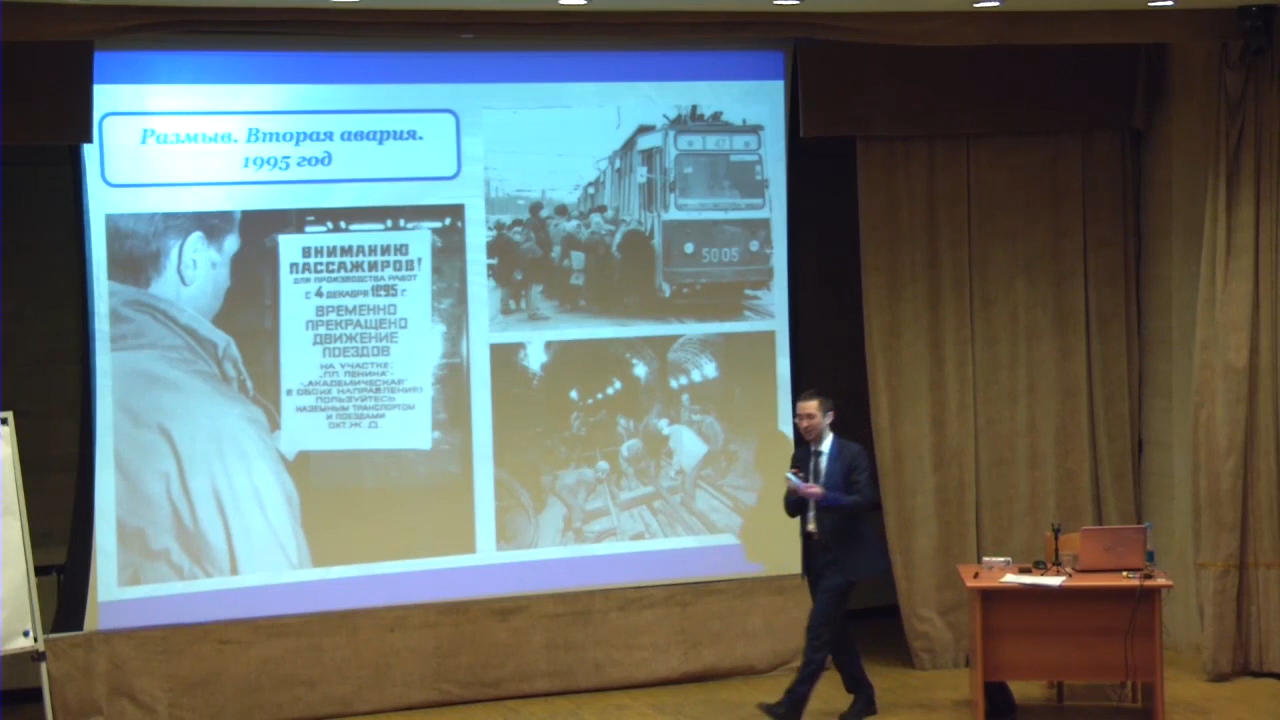 Размыв. Вторая авария.
1995 год
ВНИМАНИЮ
ПАССАЖИРОВ!
ДЛЯ ПРОИЗВОДСТВА РАБОТ
С 4 ДЕКАБРЯ 1995 Г.
ВРЕМЕННО
ПРЕКРАЩЕНО
ДВИЖЕНИЕ
ПОЕЗДОВ
НА УЧАСТКЕ:
"ПЛ. ЛЕНИНА"-
-"АКАДЕМИЧЕСКАЯ"
В ОБОИХ НАПРАВЛЕНИЯХ
ПОЛЬЗУЙТЕСЬ
НАЗЕМНЫМ ТРАНСПОРТОМ
И ПОЕЗДАМИ
ОКТ. Ж. Д.
47
5005